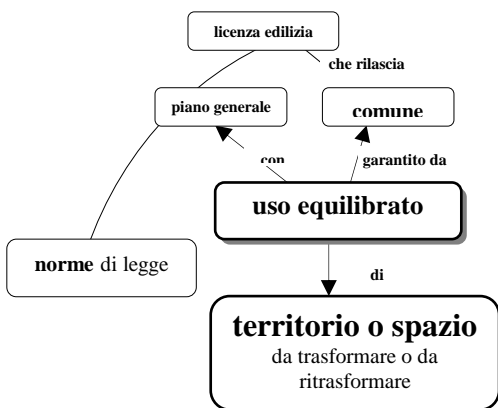 licenza edilizia
che rilascia
piano generale
comune
con
garantito da
uso equilibrato
norme di legge
di
territorio o spazio
da trasformare o da
ritrasformare